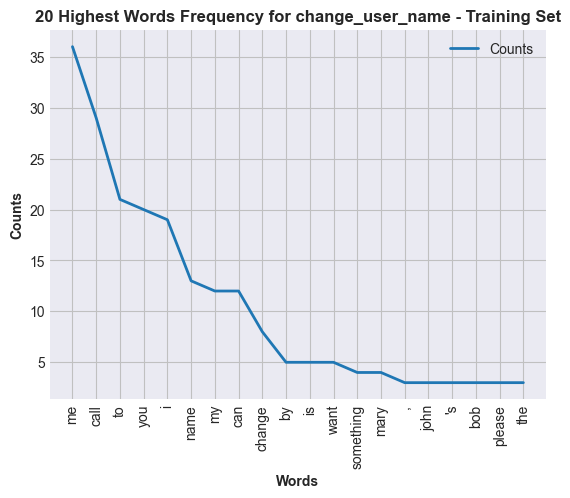 20 Highest Words Frequency for change_user_name - Training Set
Counts
Counts
35
30
25
20
15
10
5
me
call
to
you
i
name
my
can
change
by
is
want
something
mary
,
john
's
bob
please
the
Words